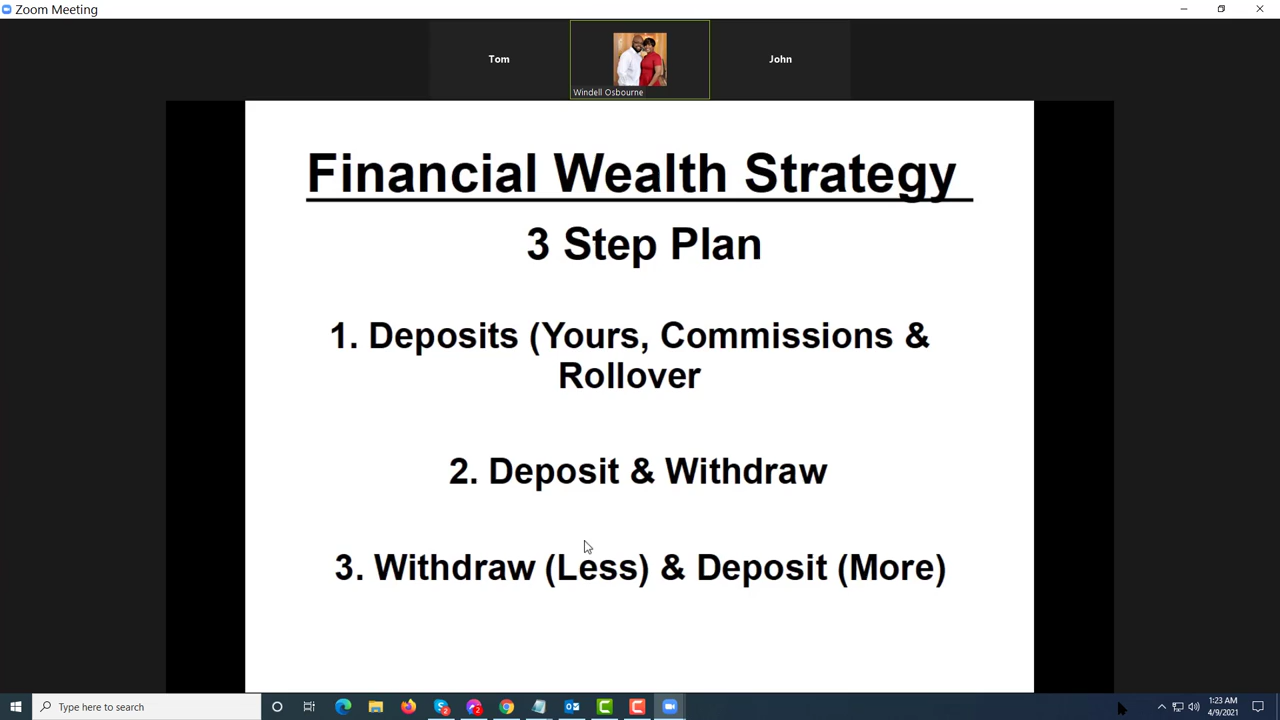 Zoom Meeting
Tom
Windell Osbourne
John
Financial Wealth Strategy
3 Step Plan
1. Deposits (Yours, Commissions &
Rollover
2. Deposit & Withdraw
3. Withdraw (Less) & Deposit (More)
Type here to search
1:23 AM
4/9/2021